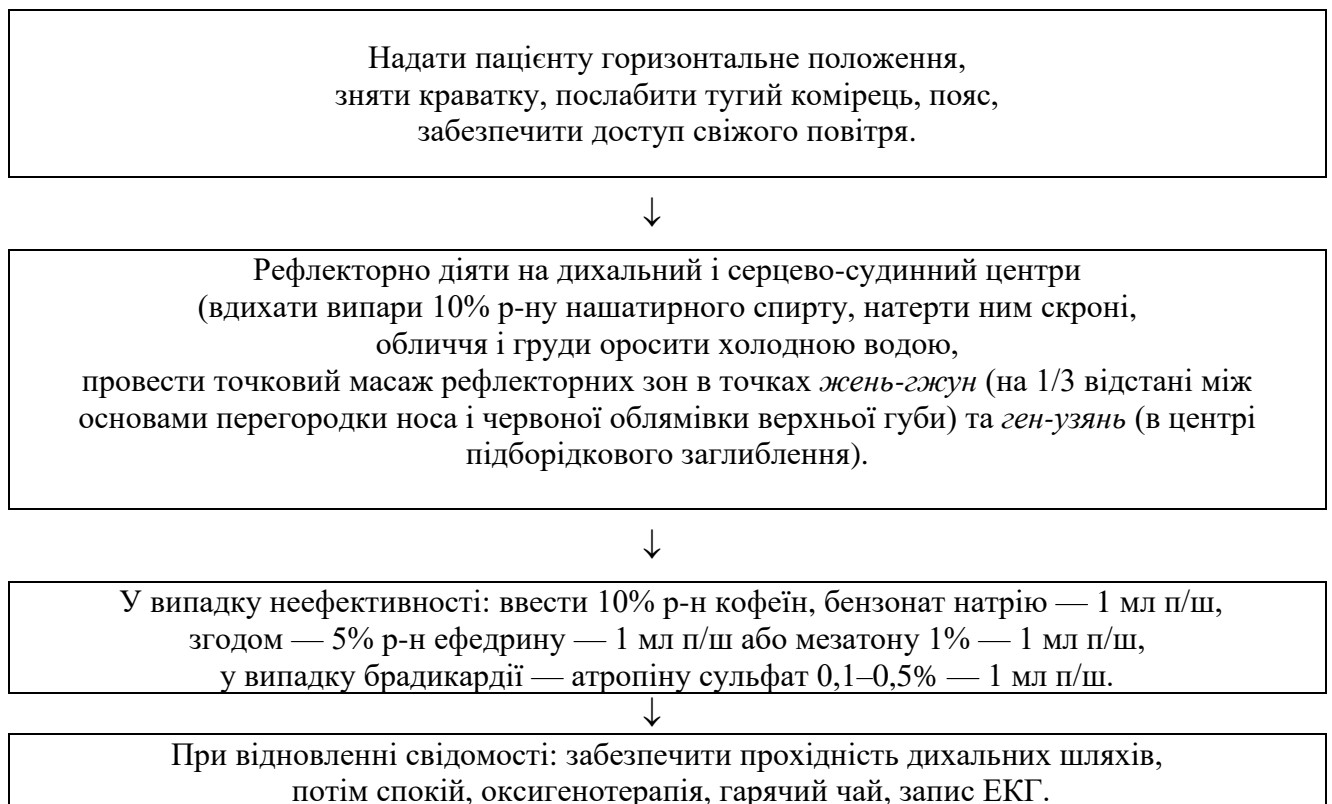 Надати пацієнту горизонтальне положення,
зняти краватку, послабити тугий комірець, пояс,
забезпечити доступ свіжого повітря.
↓
Рефлекторно діяти на дихальний і серцево-судинний центри
(вдихати випари 10% р-ну нашатирного спирту, натерти ним скроні,
обличчя і груди оросити холодною водою,
провести точковий масаж рефлекторних зон в точках жень-гжун (на 1/3 відстані між
основами перегородки носа і червоної облямівки верхньої губи) та ген-узянь (в центрі
підборідкового заглиблення).
↓
У випадку неефективності: ввести 10% р-н кофеїн, бензонат натрію — 1 мл п/ш,
згодом — 5% р-н ефедрину — 1 мл п/ш або мезатону 1% — 1 мл п/ш,
у випадку брадикардії — атропіну сульфат 0,1–0,5% — 1 мл п/ш.
↓
При відновленні свідомості: забезпечити прохідність дихальних шляхів,
потім спокій, оксигенотерапія, гарячий чай, запис ЕКГ.